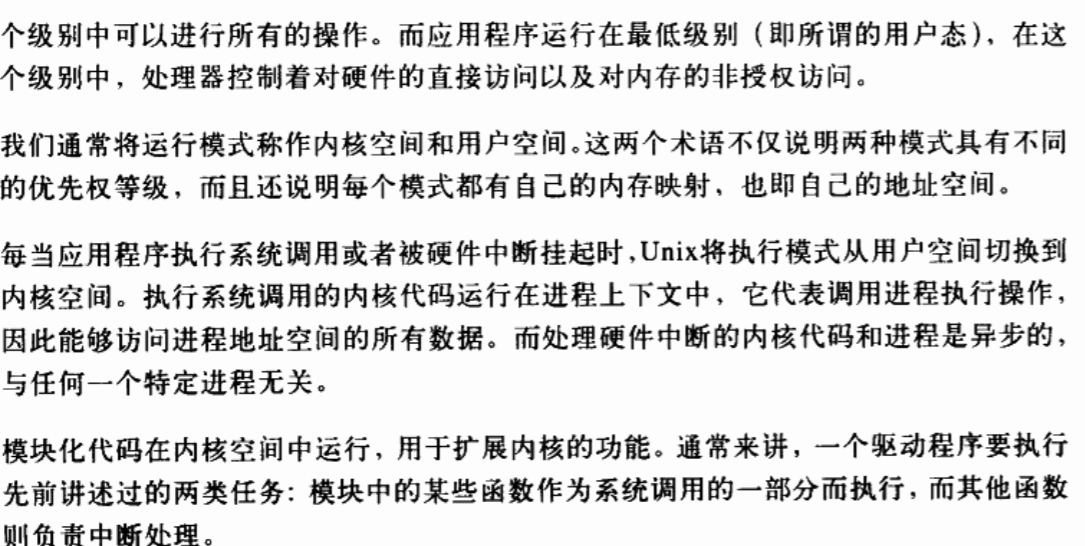 个级别中可以进行所有的操作。而应用程序运行在最低级别（即所谓的用户态），在这
个级别中，处理器控制着对硬件的直接访问以及对内存的非授权访问。
我们通常将运行模式称作内核空间和用户空间。这两个术语不仅说明两种模式具有不同
的优先权等级，而且还说明每个模式都有自己的内存映射，也即自己的地址空间。
每当应用程序执行系统调用或者被硬件中断挂起时，Unix将执行模式从用户空间切换到
内核空间。执行系统调用的内核代码运行在进程上下文中，它代表调用进程执行操作，
因此能够访问进程地址空间的所有数据。而处理硬件中断的内核代码和进程是异步的，
与任何一个特定进程无关。
模块化代码在内核空间中运行，用于扩展内核的功能。通常来讲，一个驱动程序要执行
先前讲述过的两类任务：模块中的某些函数作为系统调用的一部分而执行，而其他函数
则负责中断处理。